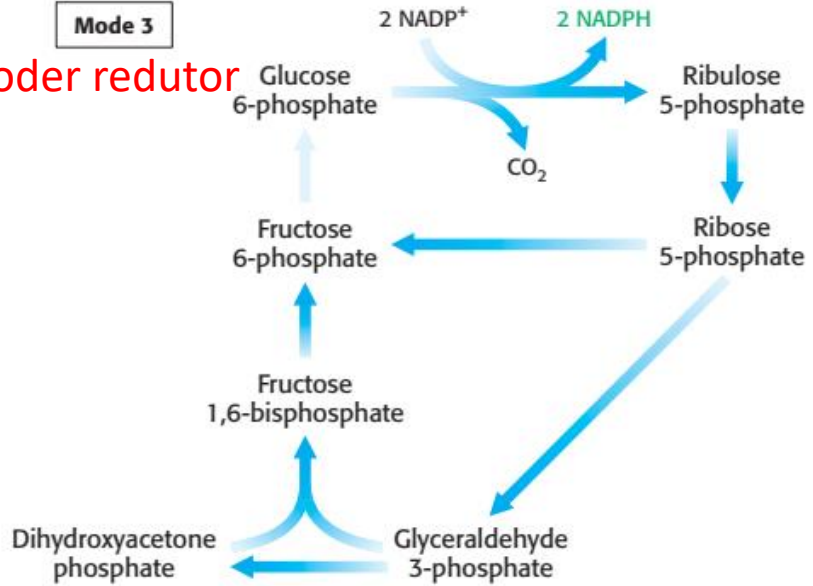 Mode 3
2 NADP+
2 NADPH
oder redutor
Glucose
6-phosphate
Ribulose
5-phosphate
CO2
Fructose
6-phosphate
Ribose
5-phosphate
Fructose
1,6-bisphosphate
Dihydroxyacetone
phosphate
Glyceraldehyde
3-phosphate